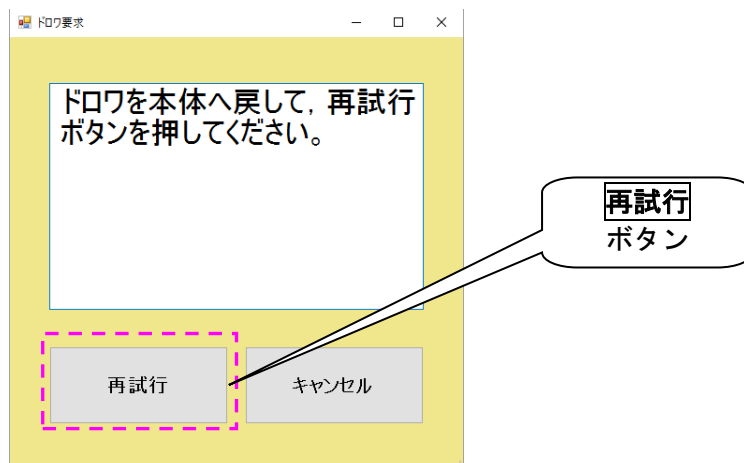 ドロワ要求
ドロワを本体へ戻して, 再試行
ボタンを押してください。
再試行
ボタン
再試行
キャンセル